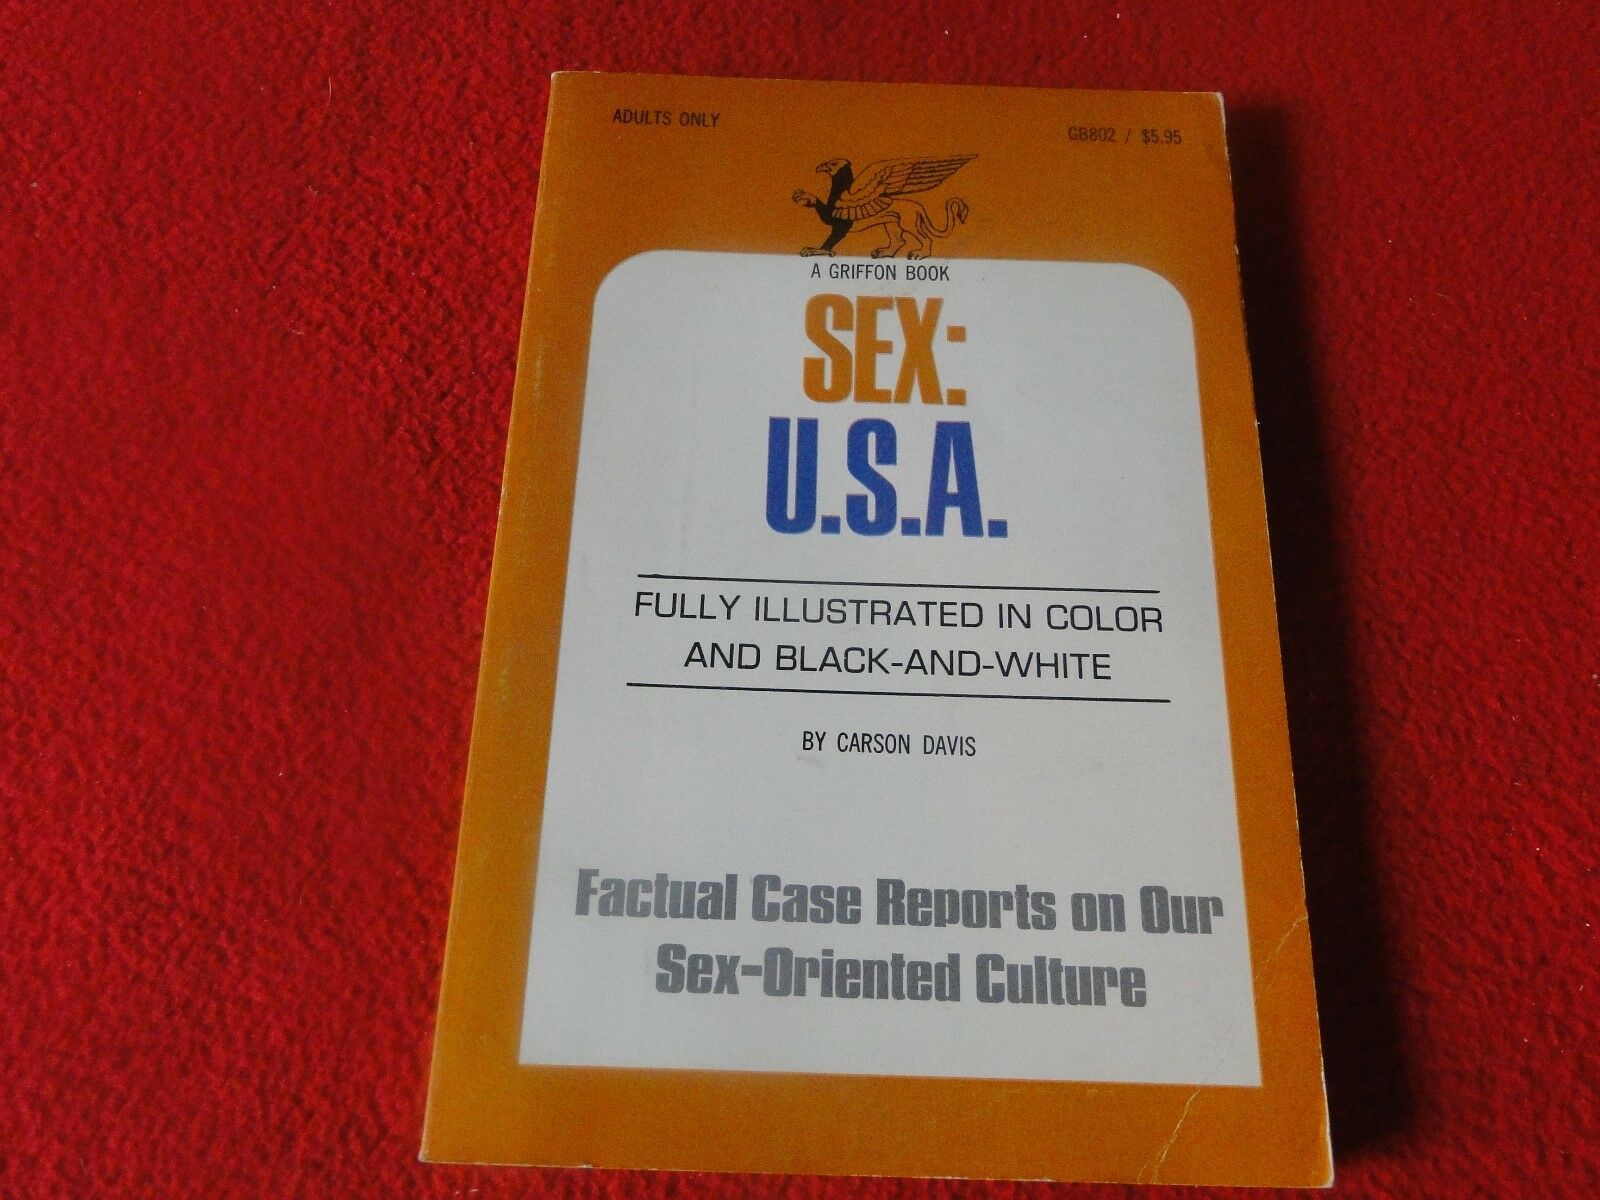 ADULTS ONLY
GB802 / $5.95
A GRIFFON BOOK
SEX:
U.S.A.
FULLY ILLUSTRATED IN COLOR
AND BLACK-AND-WHITE
BY CARSON DAVIS
Factual Case Reports on Our
Sex-Oriented Culture